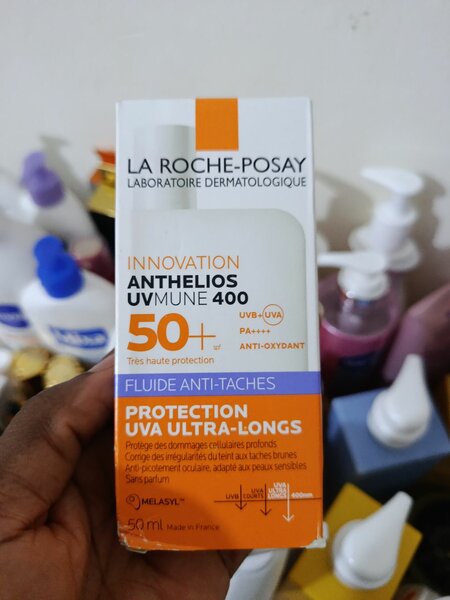 LA ROCHE-POSAY
LABORATOIRE DERMATOLOGIQUE
INNOVATION
ANTHELIOS
UVMUNE 400
50+
SPF
UVB+UVA
PA++++
ANTI-OXYDANT
Très haute protection
FLUIDE ANTI-TACHES
PROTECTION
UVA ULTRA-LONGS
Protège des dommages cellulaires profonds
Corrige des irrégularités du teint aux taches brunes
Anti-picotement oculaire, adapté aux peaux sensibles
Sans parfum
MELASYL™
UVB
UVA
COURTS
UVA
ULTRA
LONGS
400nm
50 ml Made in France